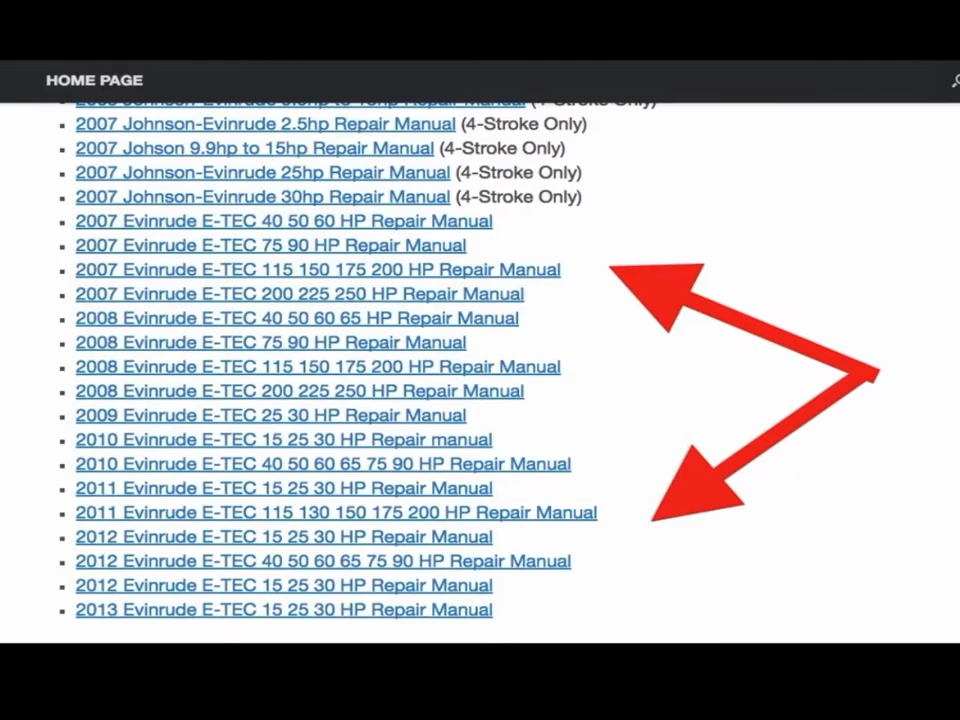 HOME PAGE
Johnson-Evinrude Repair Manual (4-Stroke Only)
2007 Johnson-Evinrude 2.5hp Repair Manual (4-Stroke Only)
2007 Johson 9.9hp to 15hp Repair Manual (4-Stroke Only)
2007 Johnson-Evinrude 25hp Repair Manual (4-Stroke Only)
2007 Johnson-Evinrude 30hp Repair Manual (4-Stroke Only)
2007 Evinrude E-TEC 40 50 60 HP Repair Manual
2007 Evinrude E-TEC 75 90 HP Repair Manual
2007 Evinrude E-TEC 115 150 175 200 HP Repair Manual
2007 Evinrude E-TEC 200 225 250 HP Repair Manual
2008 Evinrude E-TEC 40 50 60 65 HP Repair Manual
2008 Evinrude E-TEC 75 90 HP Repair Manual
2008 Evinrude E-TEC 115 150 175 200 HP Repair Manual
2008 Evinrude E-TEC 200 225 250 HP Repair Manual
2009 Evinrude E-TEC 25 30 HP Repair Manual
2010 Evinrude E-TEC 15 25 30 HP Repair manual
2010 Evinrude E-TEC 40 50 60 65 75 90 HP Repair Manual
2011 Evinrude E-TEC 15 25 30 HP Repair Manual
2011 Evinrude E-TEC 115 130 150 175 200 HP Repair Manual
2012 Evinrude E-TEC 15 25 30 HP Repair Manual
2012 Evinrude E-TEC 40 50 60 65 75 90 HP Repair Manual
2012 Evinrude E-TEC 15 25 30 HP Repair Manual
2013 Evinrude E-TEC 15 25 30 HP Repair Manual